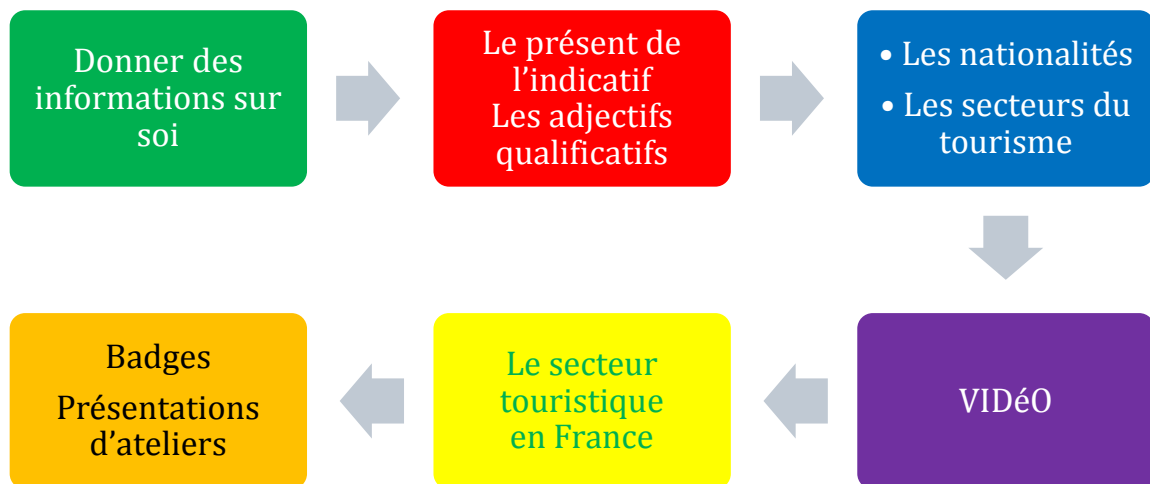 Donner des
informations sur
soi
Le présent de
l’indicatif
Les adjectifs
qualificatifs
• Les nationalités
• Les secteurs du
tourisme
VIDéO
Le secteur
touristique
en France
Badges
Présentations
d’ateliers